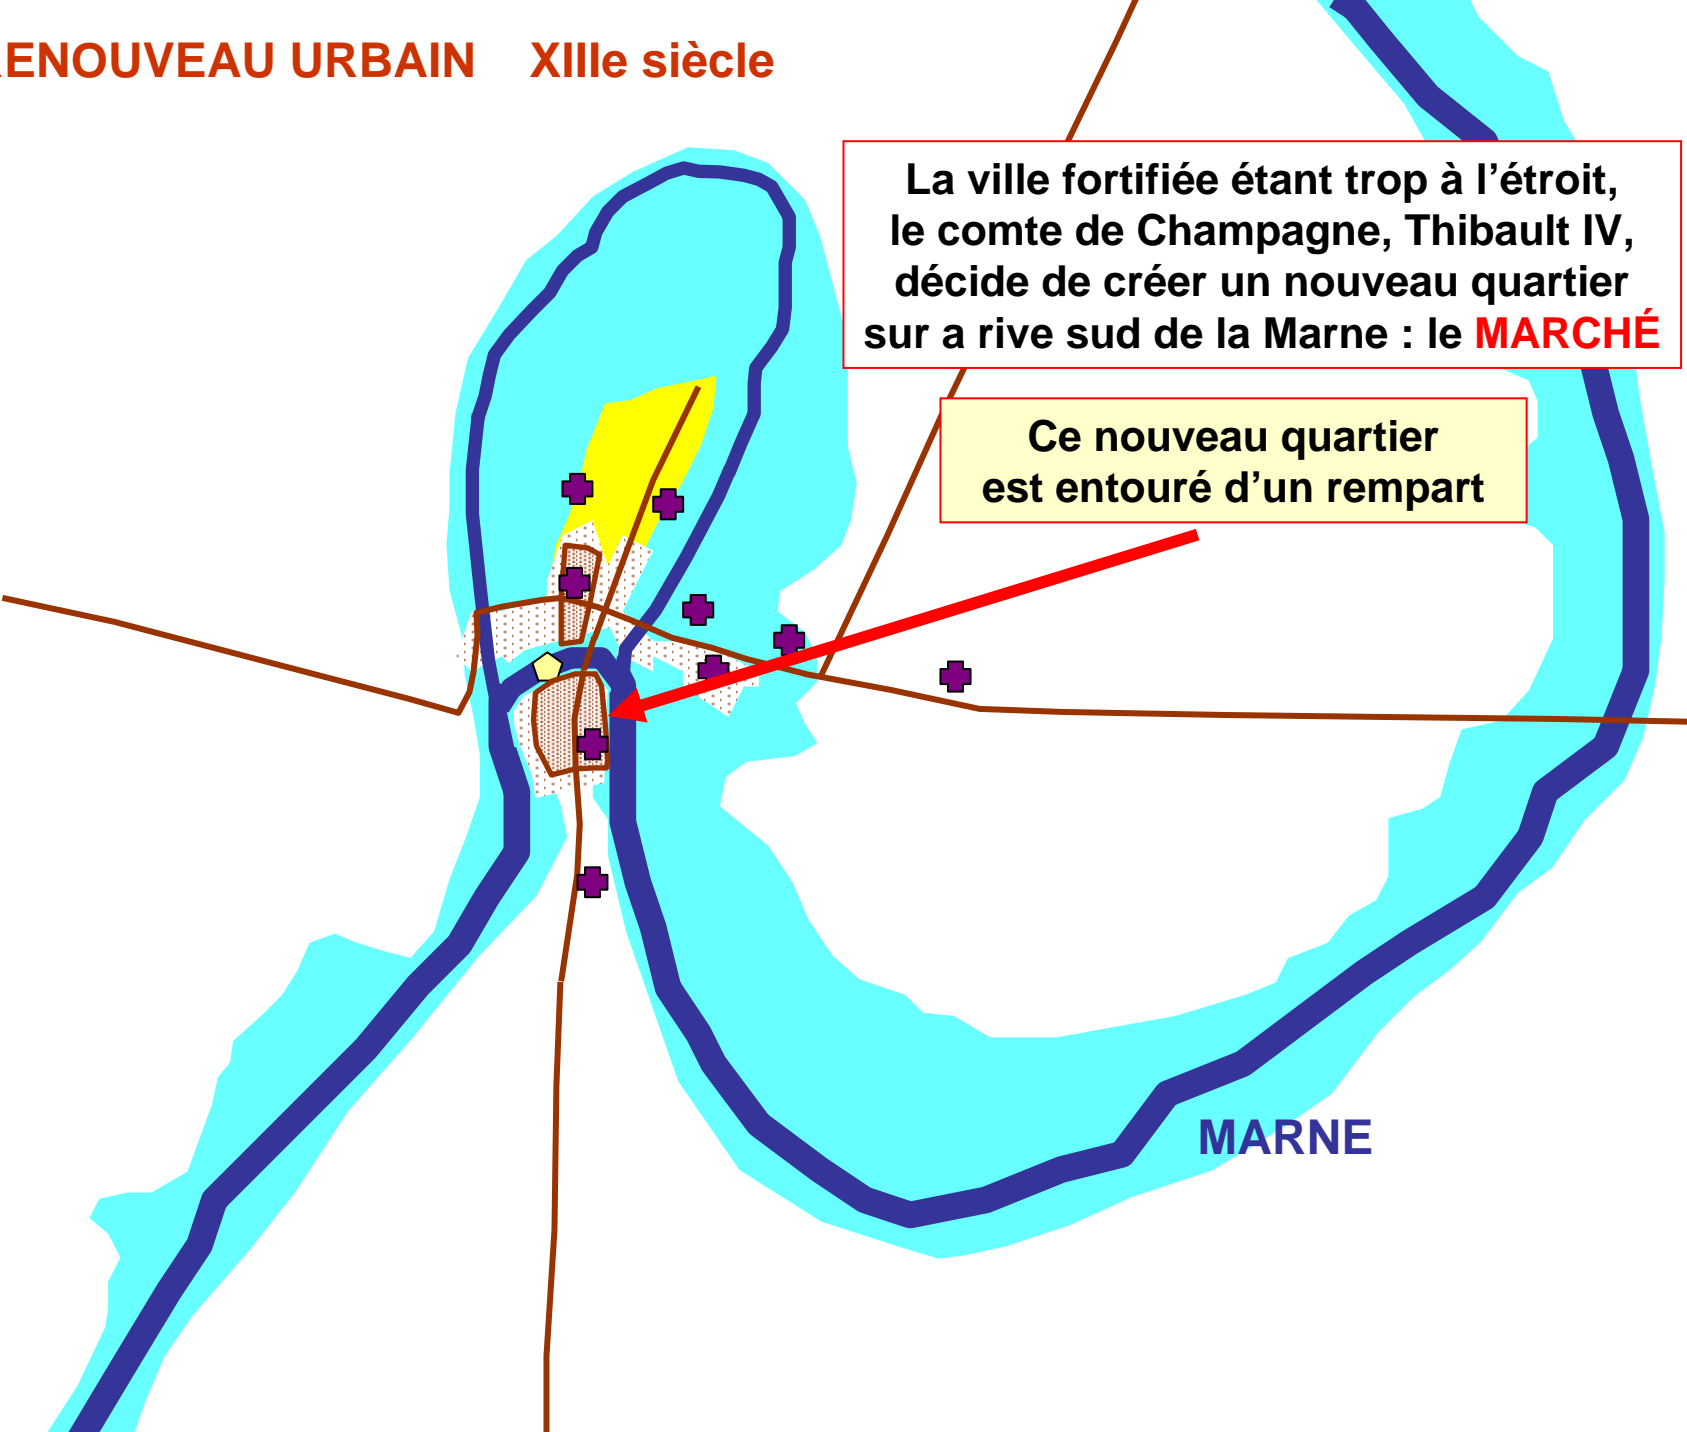 RENOUVEAU URBAIN XIIIe siècle
La ville fortifiée étant trop à l’étroit,
le comte de Champagne, Thibault IV,
décide de créer un nouveau quartier
sur a rive sud de la Marne : le MARCHÉ
Ce nouveau quartier
est entouré d’un rempart
MARNE